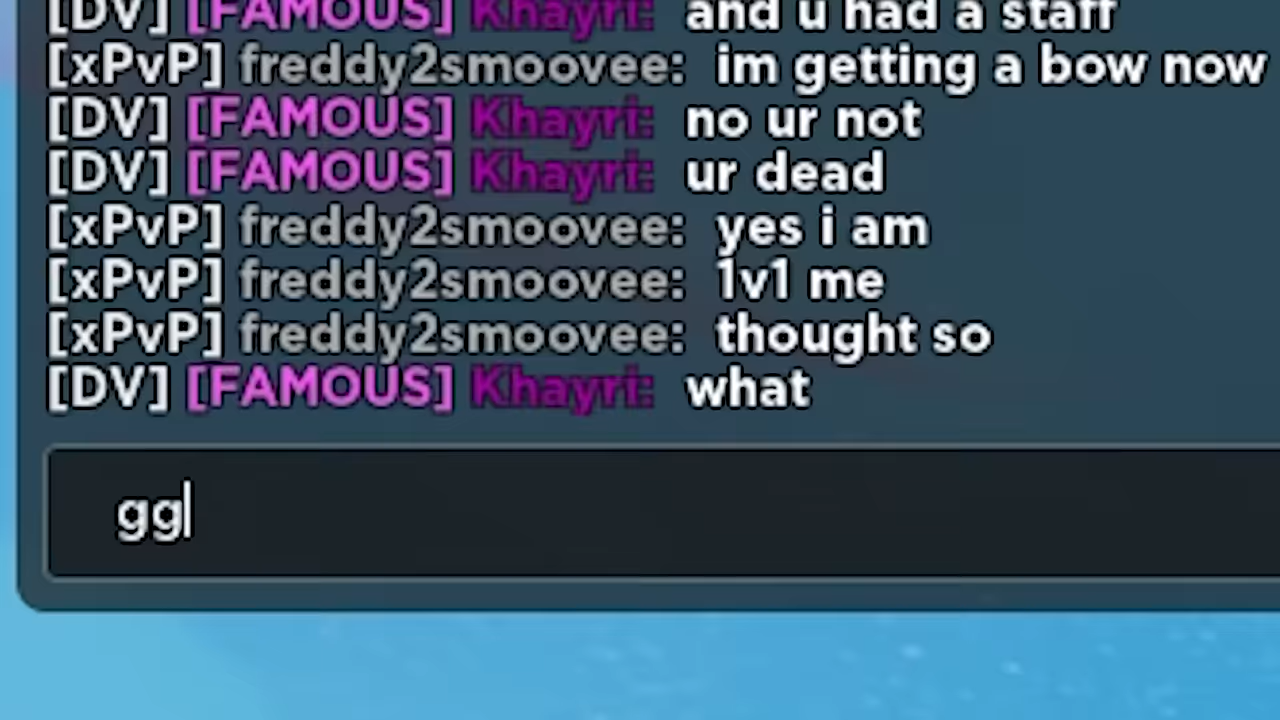 [DV] [FAMOUS] Khayri: and u had a staff
[xPvP] freddy2smoovee: im getting a bow now
[DV] [FAMOUS] Khayri: no ur not
[DV] [FAMOUS] Khayri: ur dead
[xPvP] freddy2smoovee: yes i am
[xPvP] freddy2smoovee: 1v1 me
[xPvP] freddy2smoovee: thought so
[DV] [FAMOUS] Khayri: what
gg